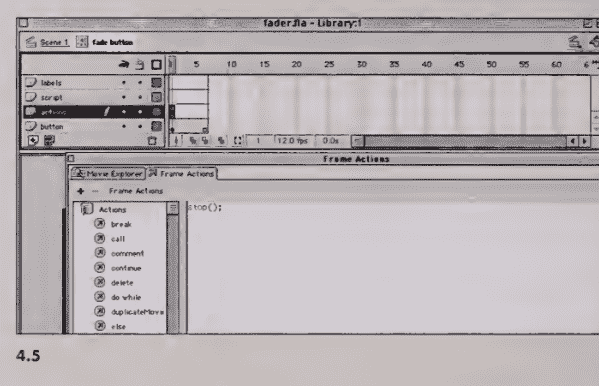 fader.fla - Library:1
Scene 1 fade button
5 10 15 20 25 30 35 40 45 50 55 60
labels
script
actions
button
1 12.0 fps 0.0s
Frame Actions
Movie Explorer Frame Actions
+ - Frame Actions
Actions
stop();
break
call
comment
continue
delete
do while
duplicateMove
else
4.5